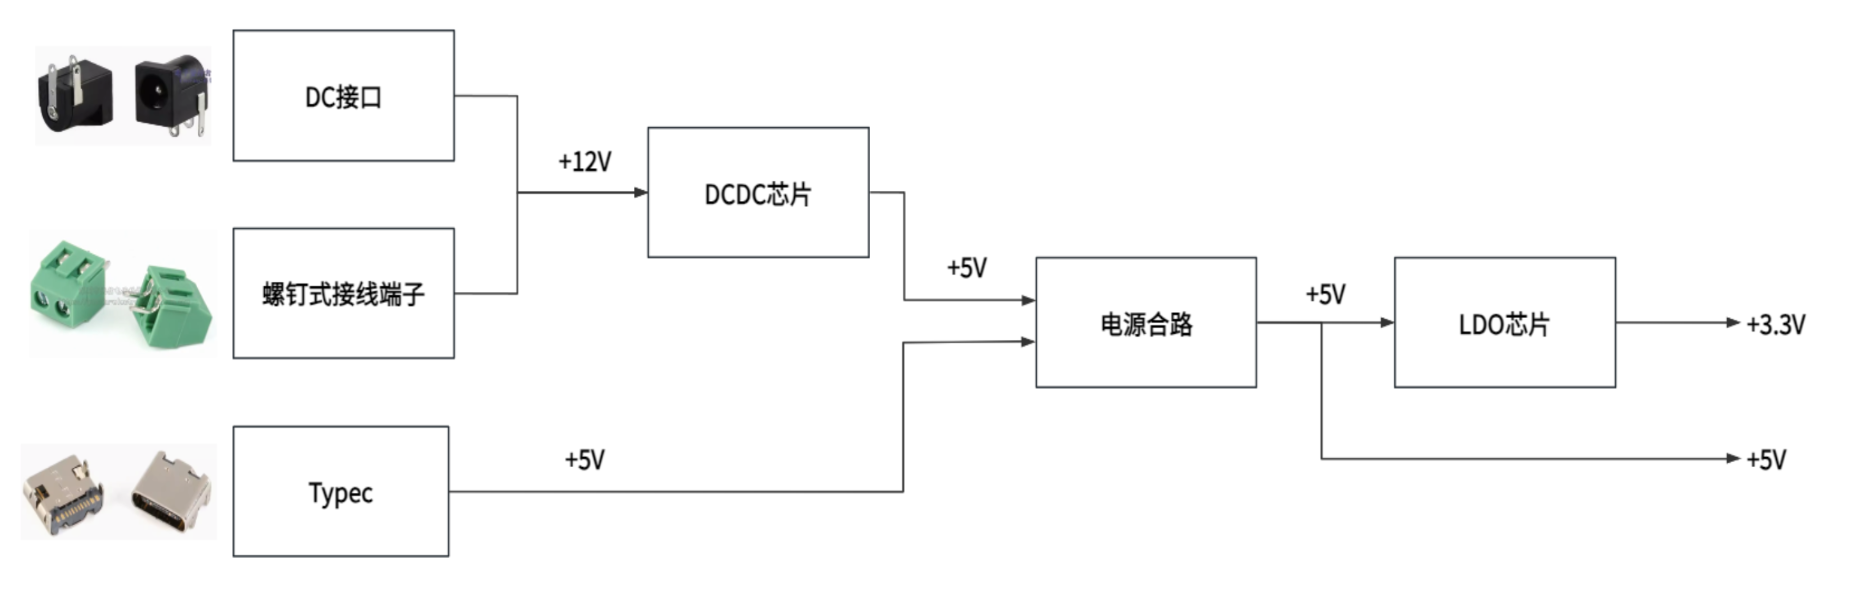 DC接口
+12V
DCDC芯片
螺钉式接线端子
+5V
电源合路
+5V
LDO芯片
+3.3V
Typec
+5V
+5V